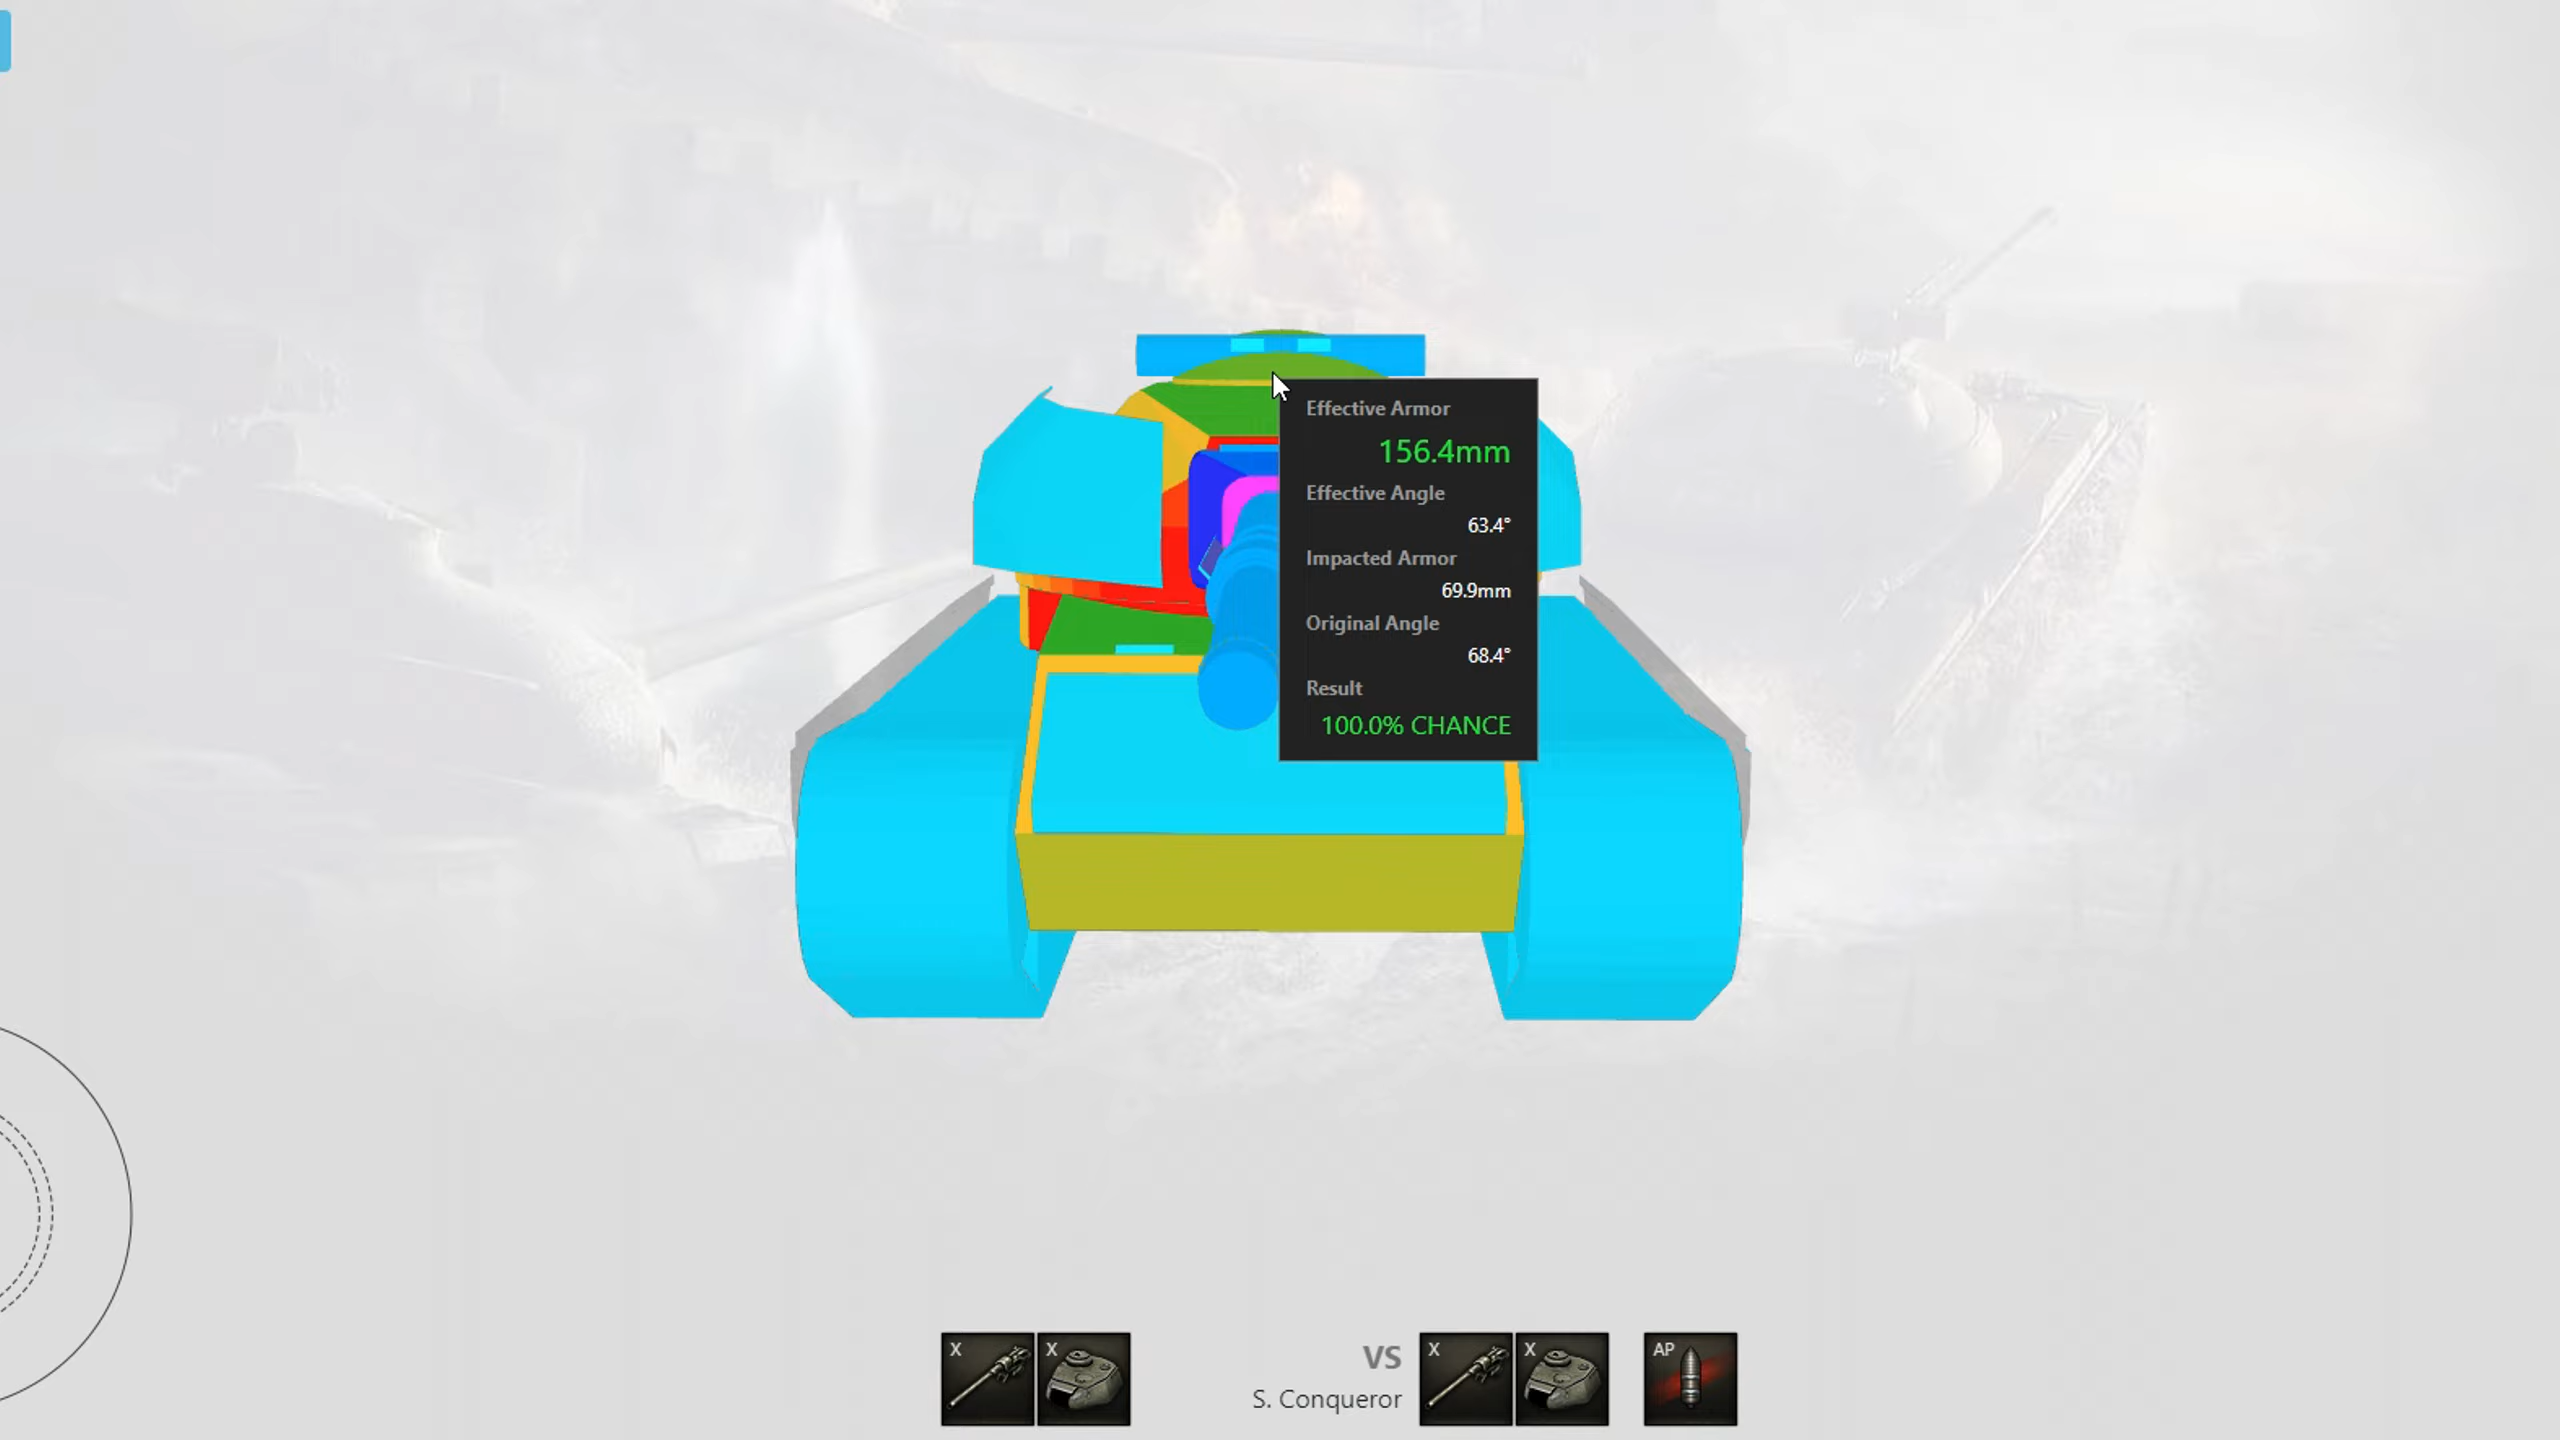 Effective Armor
156.4mm
Effective Angle
63.4°
Impacted Armor
69.9mm
Original Angle
68.4°
Result
100.0% CHANCE
X X VS X X AP
S. Conqueror